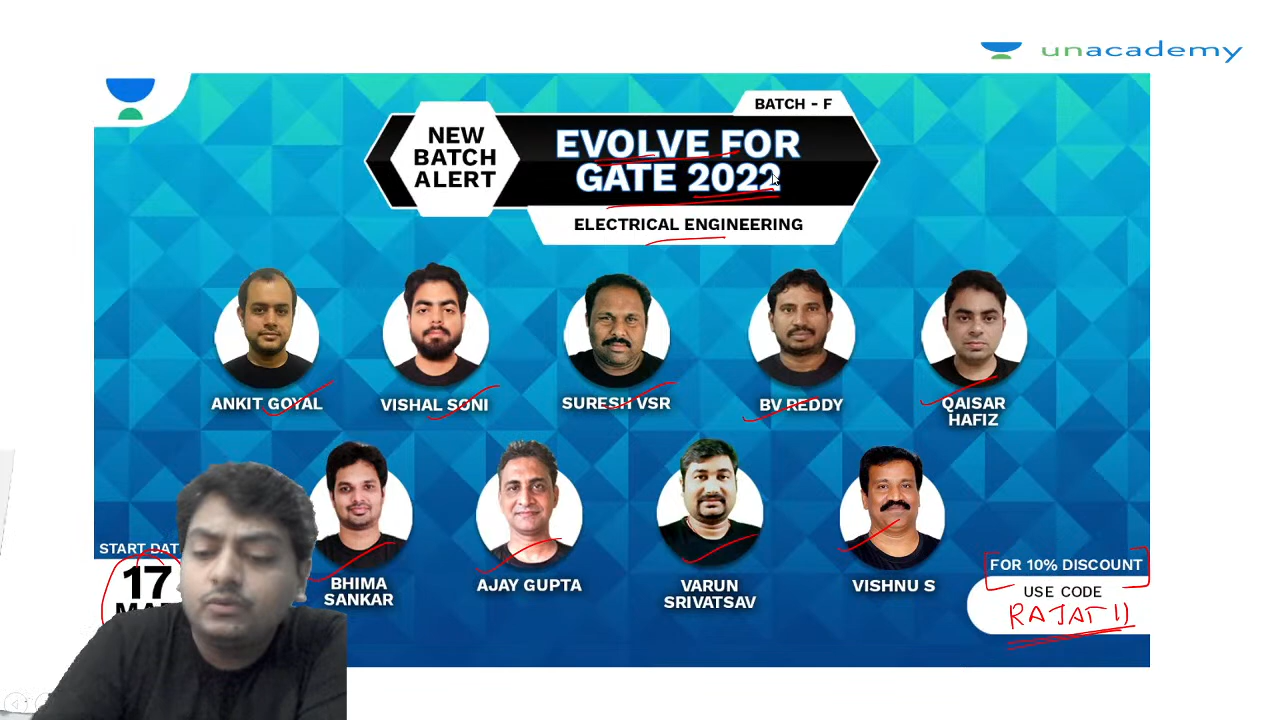 unacademy
BATCH - F
NEW
BATCH
ALERT
EVOLVE FOR
GATE 2022
ELECTRICAL ENGINEERING
ANKIT GOYAL
VISHAL SONI
SURESH VSR
BV REDDY
QAISAR
HAFIZ
BHIMA
SANKAR
AJAY GUPTA
VARUN
SRIVATSAV
VISHNU S
START DAT
17
FOR 10% DISCOUNT
USE CODE
RAJAT11